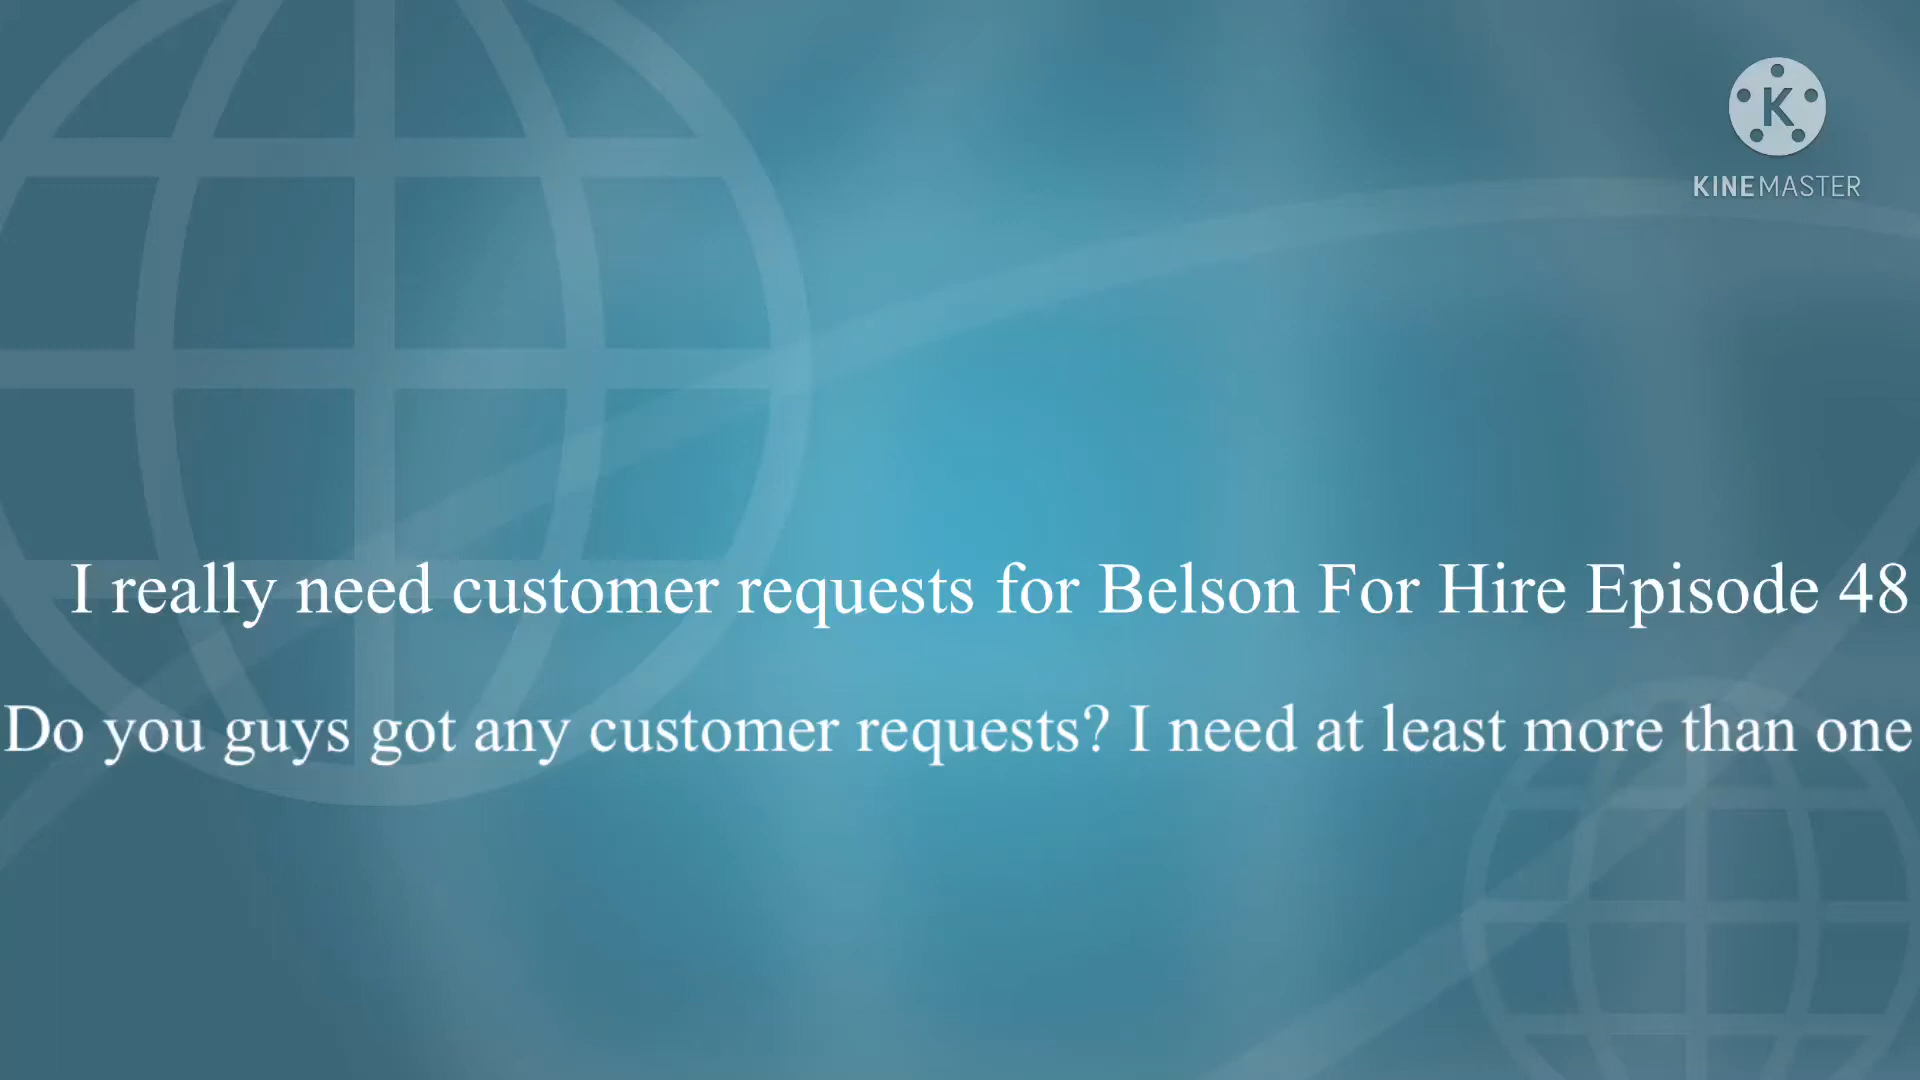 K
KINEMASTER
I really need customer requests for Belson For Hire Episode 48
Do you guys got any customer requests? I need at least more than one